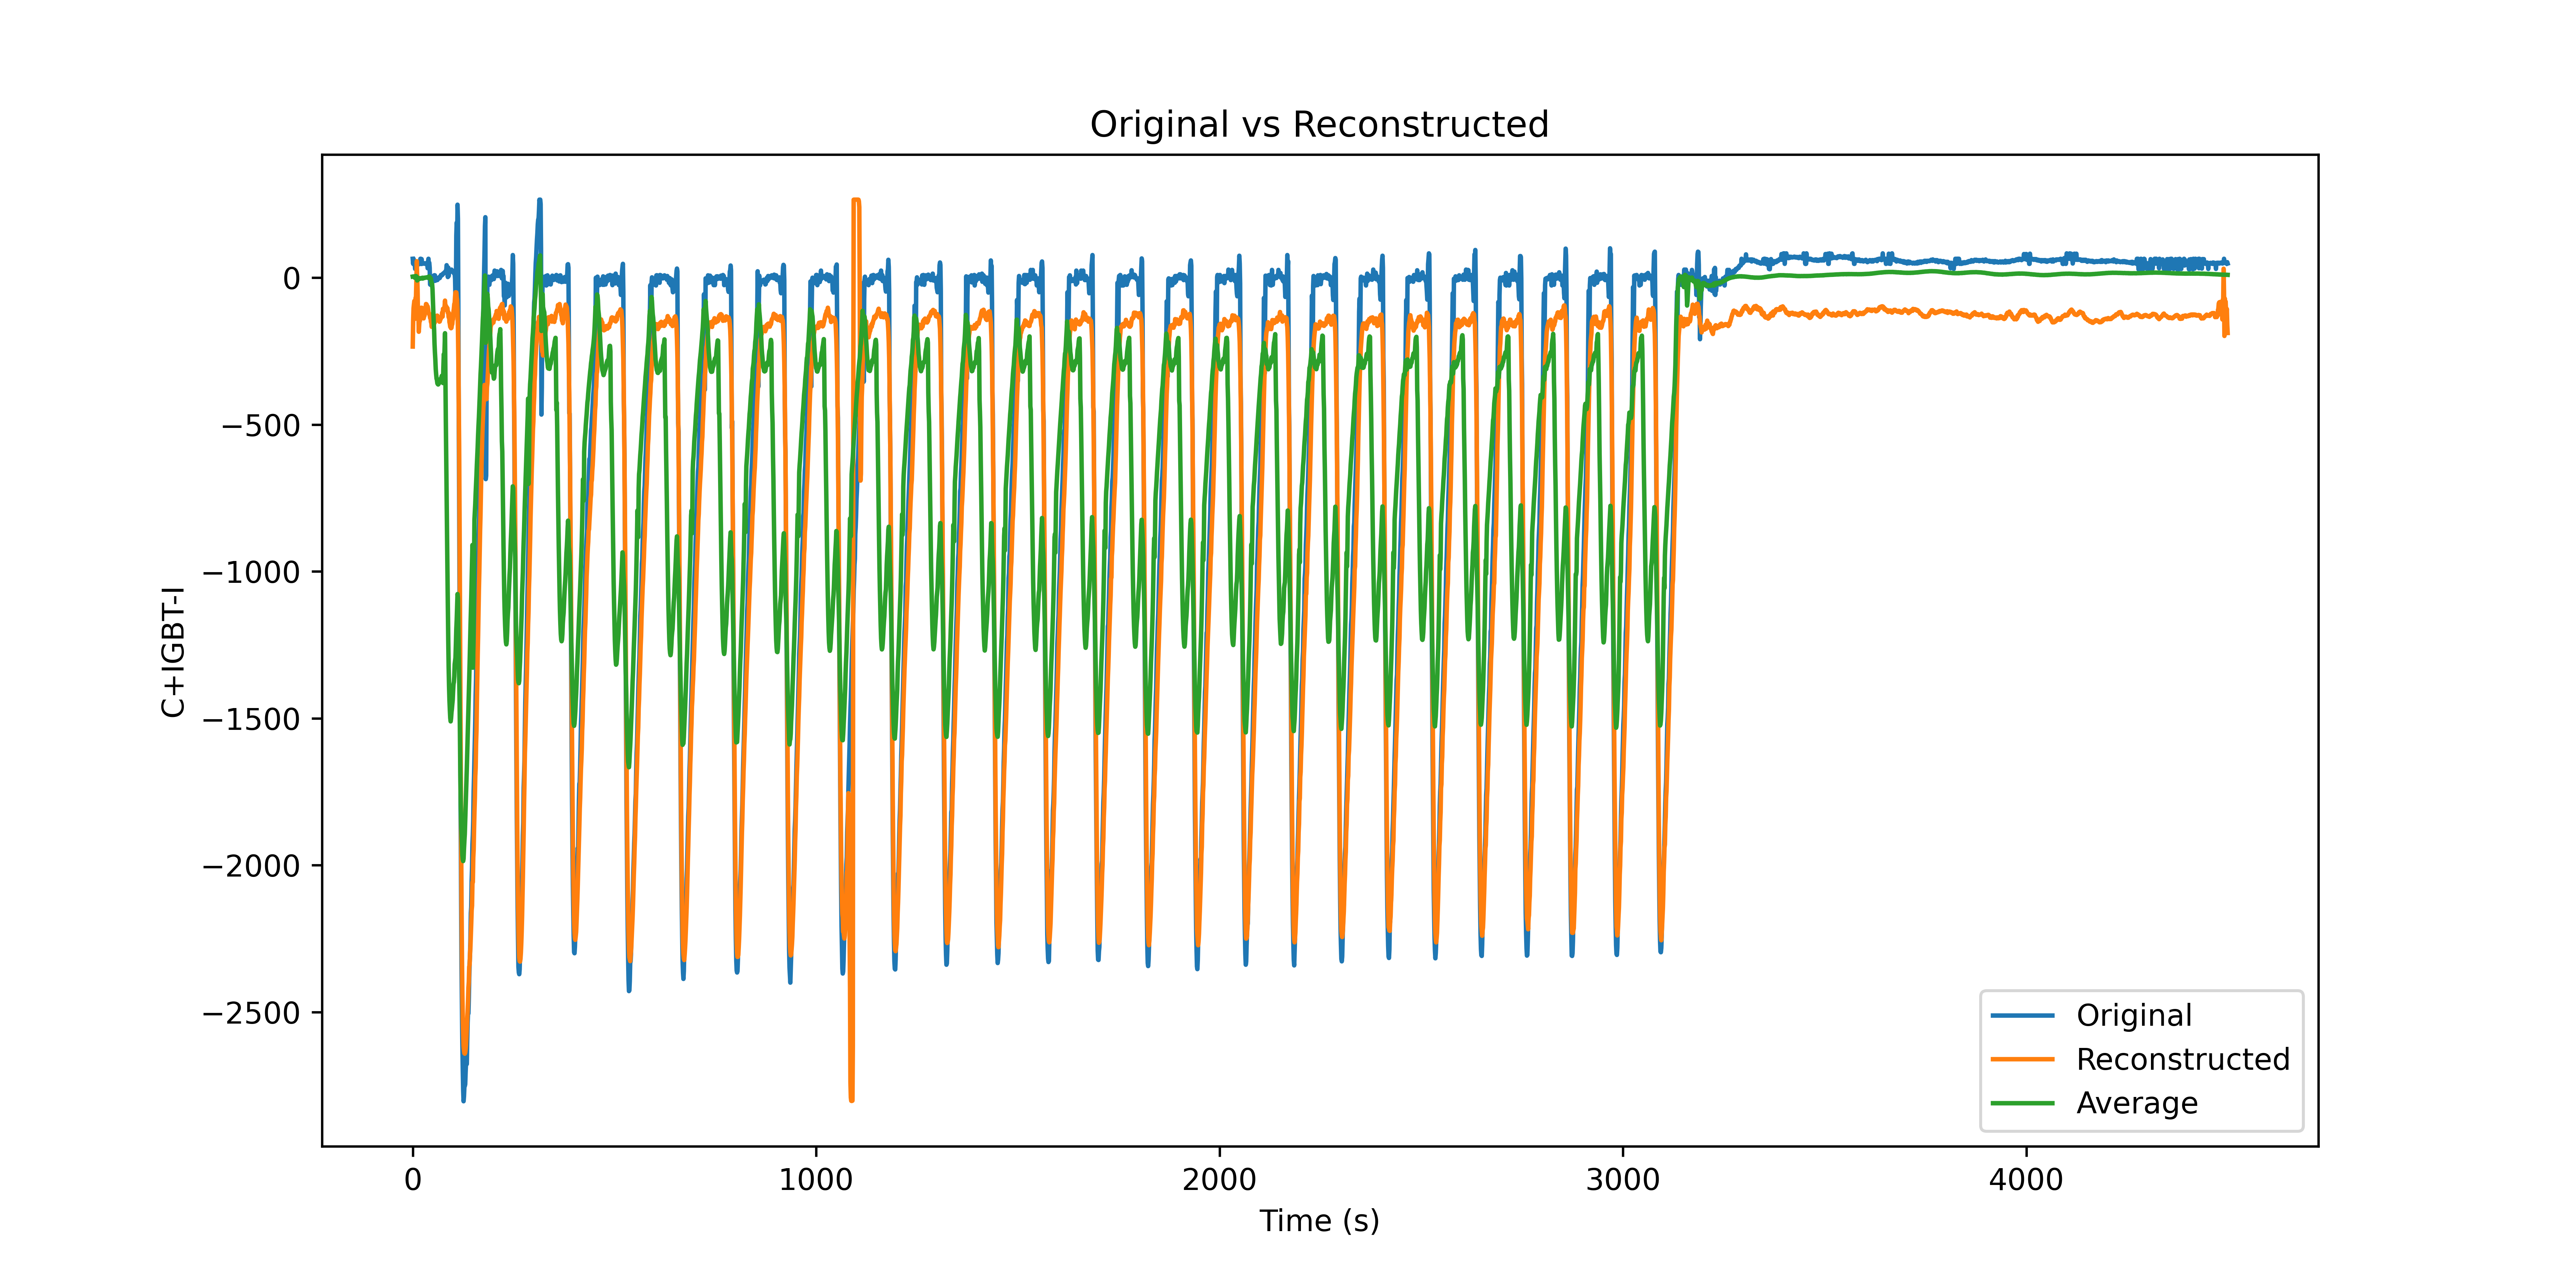 Original vs Reconstructed
C+IGBT-I
0
−500
−1000
−1500
−2000
−2500
0 1000 2000 3000 4000
Time (s)
Original
Reconstructed
Average